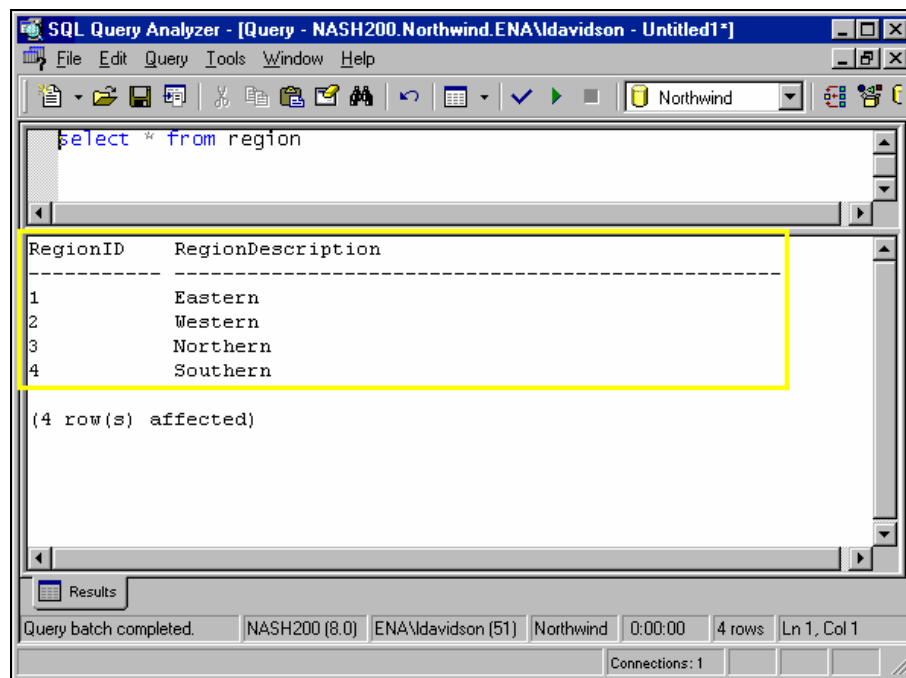 SQL Query Analyzer - [Query - NASH200.Northwind.ENA\ldavidson - Untitled1*]
File Edit Query Tools Window Help
Northwind
select * from region
RegionID RegionDescription
----------- --------------------------------------------------
1 Eastern
2 Western
3 Northern
4 Southern
(4 row(s) affected)
Results
Query batch completed. NASH200 (8.0) ENA\ldavidson (51) Northwind 0:00:00 4 rows Ln 1, Col 1
Connections: 1